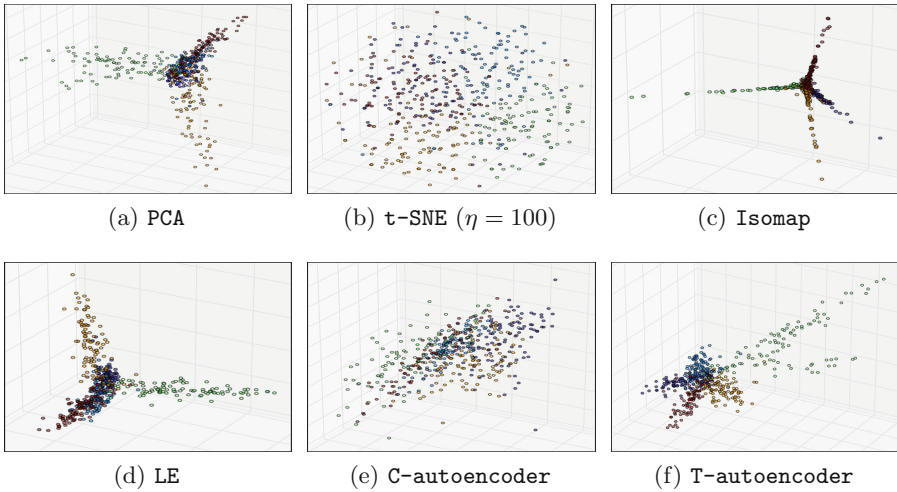 (a) PCA
(b) t-SNE (η = 100)
(c) Isomap
(d) LE
(e) C-autoencoder
(f) T-autoencoder